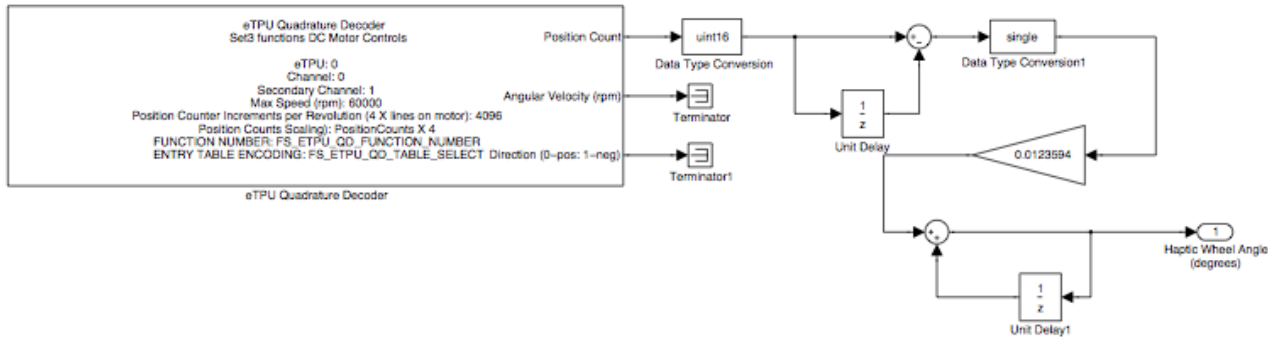 eTPU Quadrature Decoder
Set3 functions DC Motor Controls
eTPU: 0
Channel: 0
Secondary Channel: 1
Max Speed (rpm): 60000
Position Counter Increments per Revolution (4 X lines on motor): 4096
Position Counts Scaling): PositionCounts X 4
FUNCTION NUMBER: FS_ETPU_QD_FUNCTION_NUMBER
ENTRY TABLE ENCODING: FS_ETPU_QD_TABLE_SELECT
Position Count
Angular Velocity (rpm)
Direction (0-pos: 1-neg)
eTPU Quadrature Decoder
uint16
Data Type Conversion
Terminator
Terminator1
1
z
Unit Delay
+
-
single
Data Type Conversion1
0.0123594
+
+
1
z
Unit Delay1
1
Haptic Wheel Angle
(degrees)